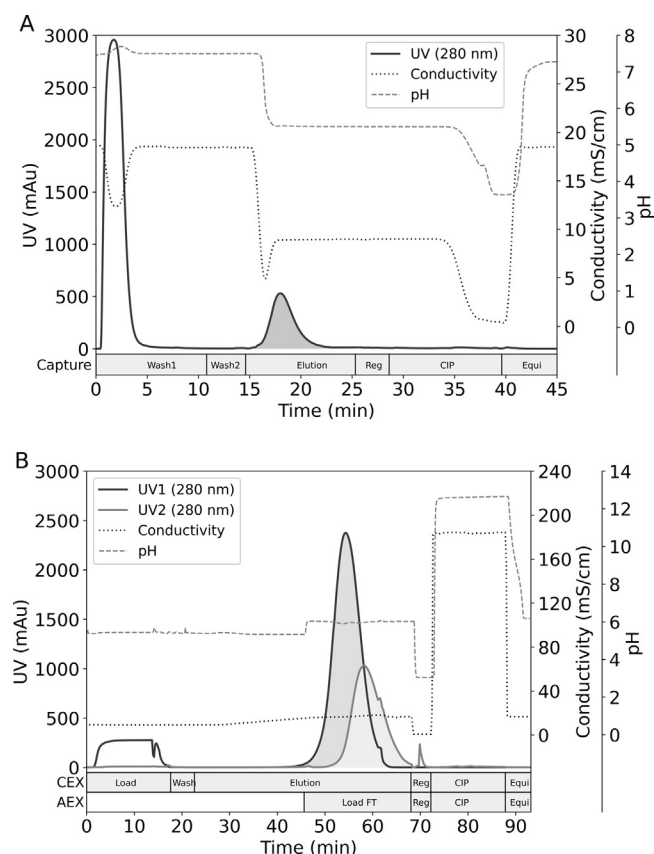 A
3000
2500
2000
1500
1000
500
0
UV (mAu)
UV (280 nm)
Conductivity
pH
30
25
20
15
10
5
0
Conductivity (mS/cm)
8
7
6
5
4
3
2
1
0
pH
Capture
Wash1 Wash2 Elution Reg CIP Equi
0 5 10 15 20 25 30 35 40 45
Time (min)
B
3000
2500
2000
1500
1000
500
0
UV (mAu)
UV1 (280 nm)
UV2 (280 nm)
Conductivity
pH
240
220
180
160
100
80
40
20
0
Conductivity (mS/cm)
14
12
10
8
6
4
2
0
pH
CEX Load Wash Elution Reg CIP Equi
AEX Load FT Reg CIP Equi
0 10 20 30 40 50 60 70 80 90
Time (min)